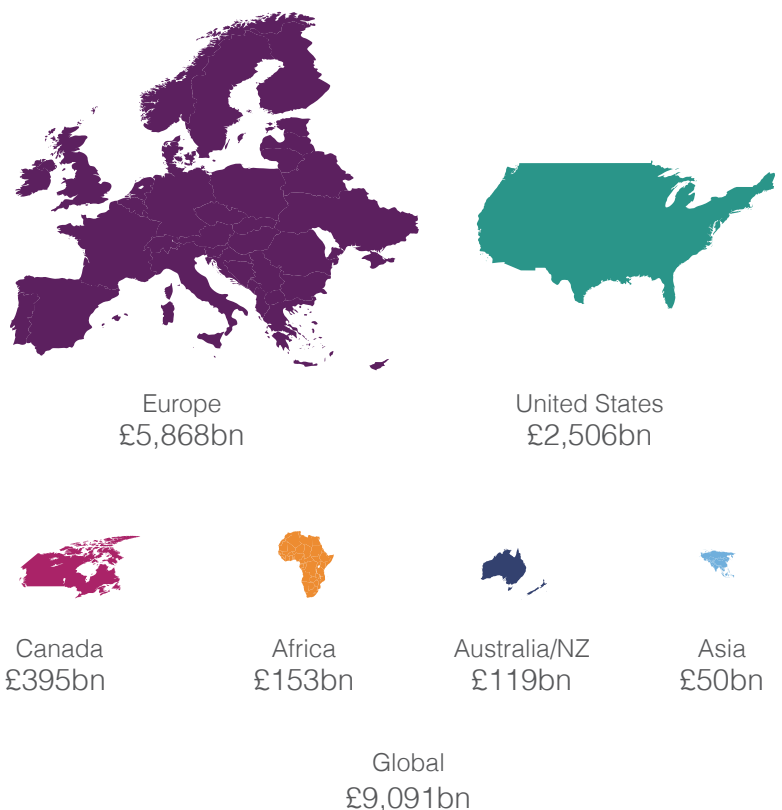 Europe
£5,868bn
United States
£2,506bn
Canada
£395bn
Africa
£153bn
Australia/NZ
£119bn
Asia
£50bn
Global
£9,091bn